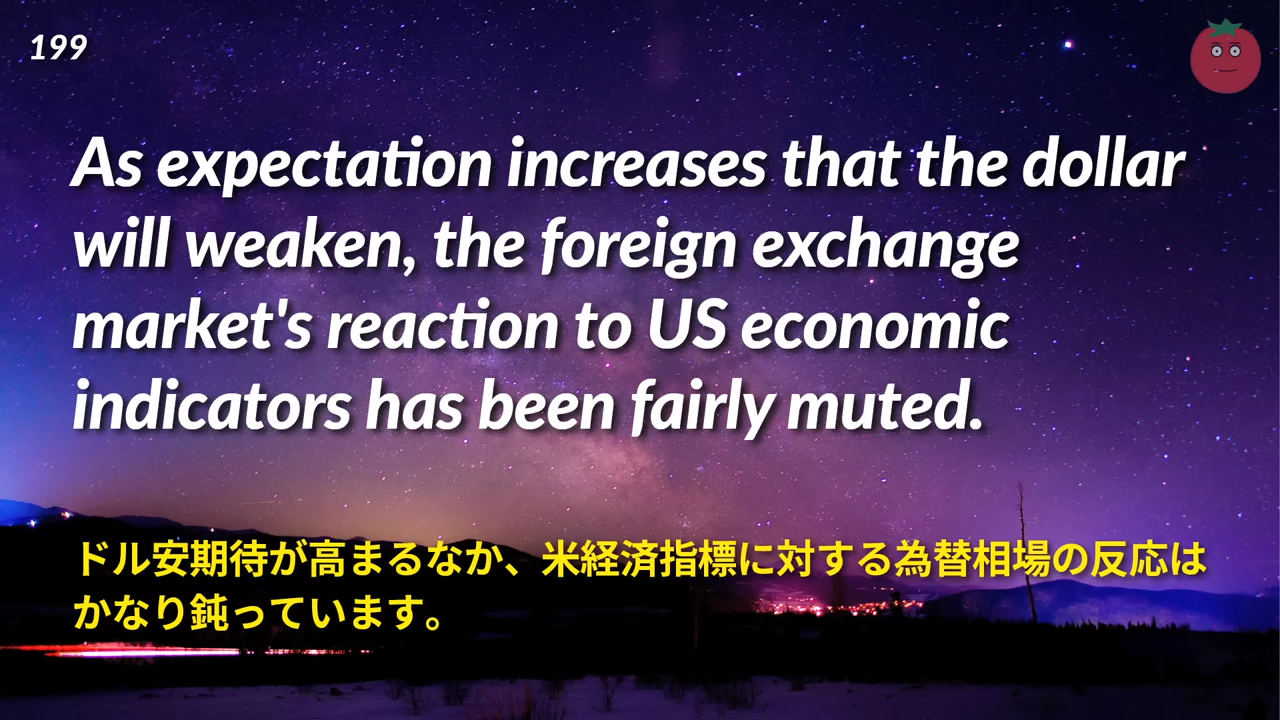 199
As expectation increases that the dollar
will weaken, the foreign exchange
market's reaction to US economic
indicators has been fairly muted.
ドル安期待が高まるなか、米経済指標に対する為替相場の反応は
かなり鈍っています。